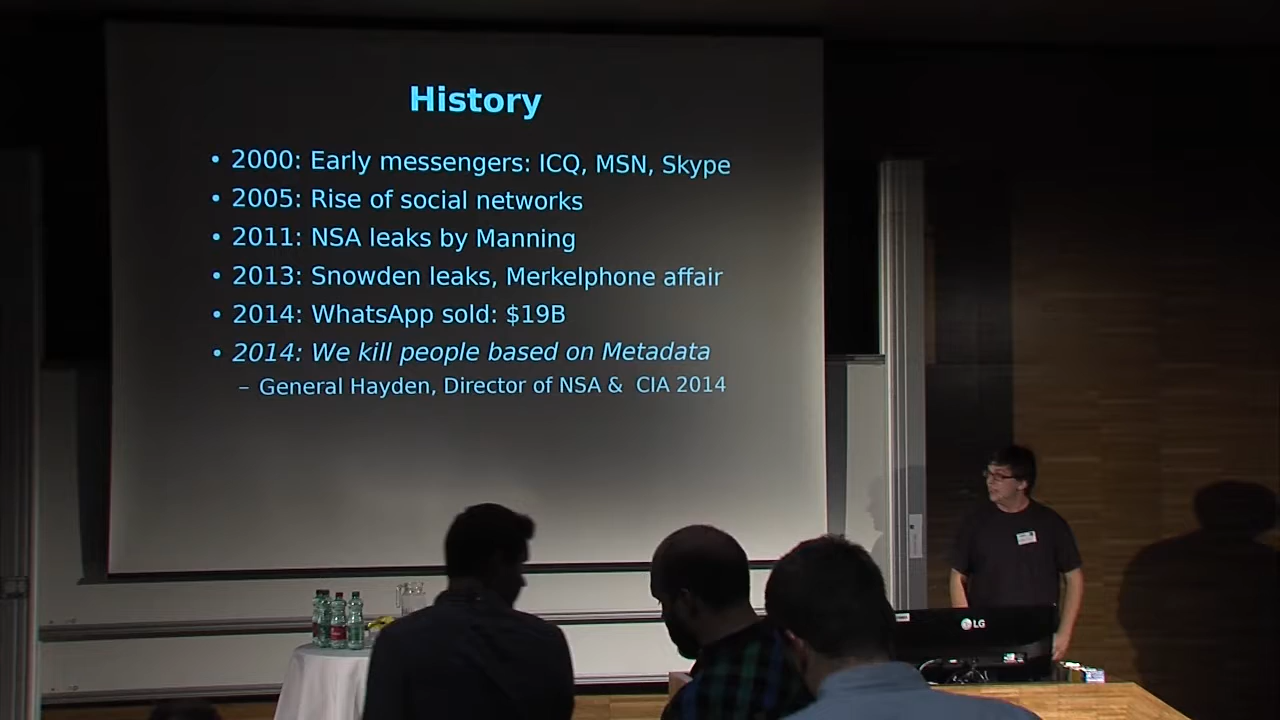 History
• 2000: Early messengers: ICQ, MSN, Skype
• 2005: Rise of social networks
• 2011: NSA leaks by Manning
• 2013: Snowden leaks, Merkelphone affair
• 2014: WhatsApp sold: $19B
• 2014: We kill people based on Metadata
– General Hayden, Director of NSA & CIA 2014
LG